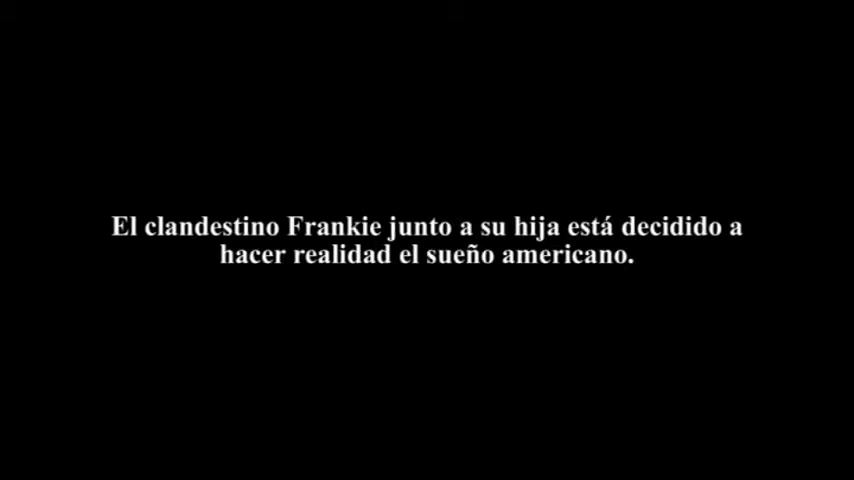 El clandestino Frankie junto a su hija está decidido a
hacer realidad el sueño americano.